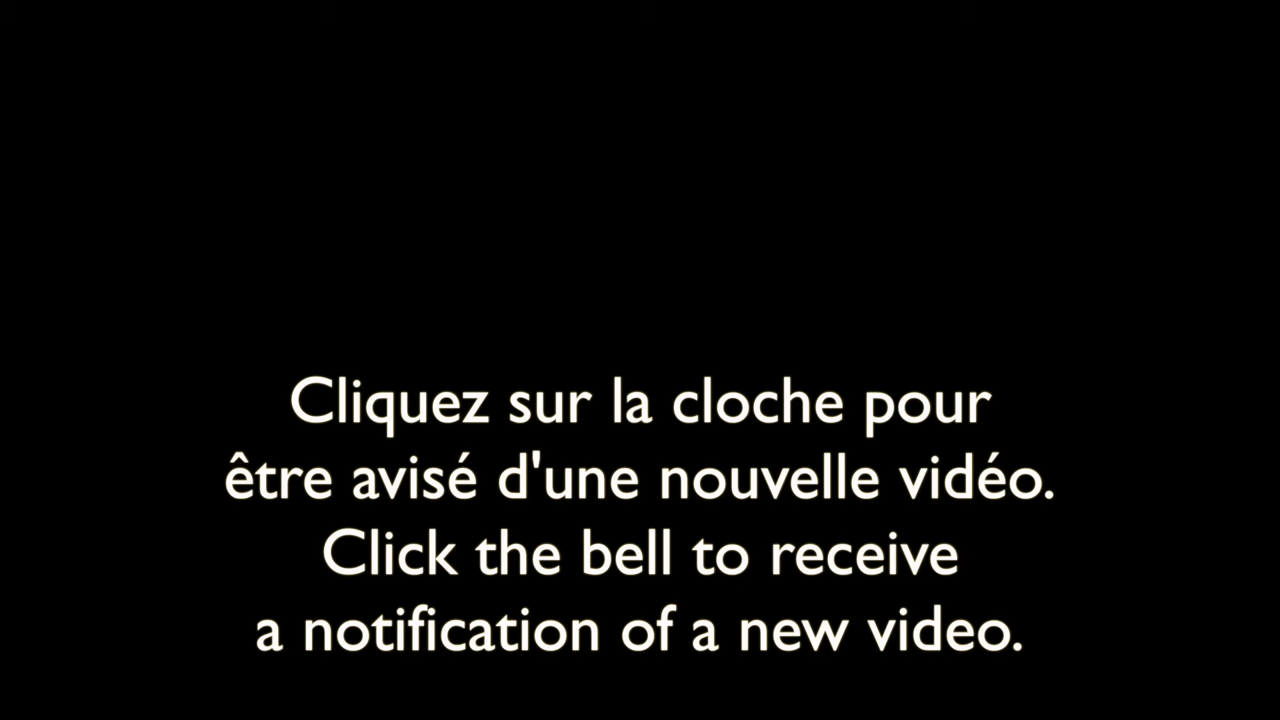 Cliquez sur la cloche pour
être avisé d'une nouvelle vidéo.
Click the bell to receive
a notification of a new video.